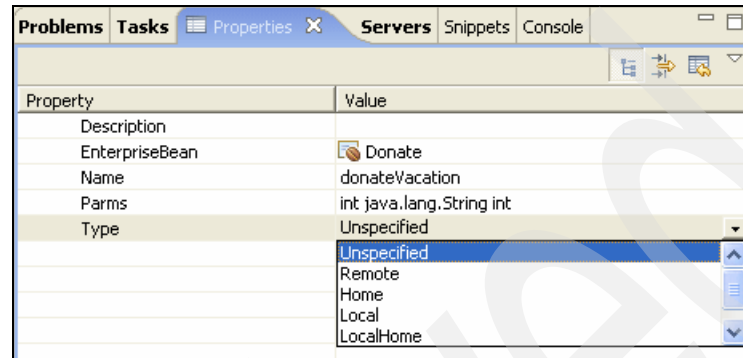 Problems Tasks Properties Servers Snippets Console
Property Value
Description
EnterpriseBean Donate
Name donateVacation
Parms int java.lang.String int
Type Unspecified
Unspecified
Remote
Home
Local
LocalHome